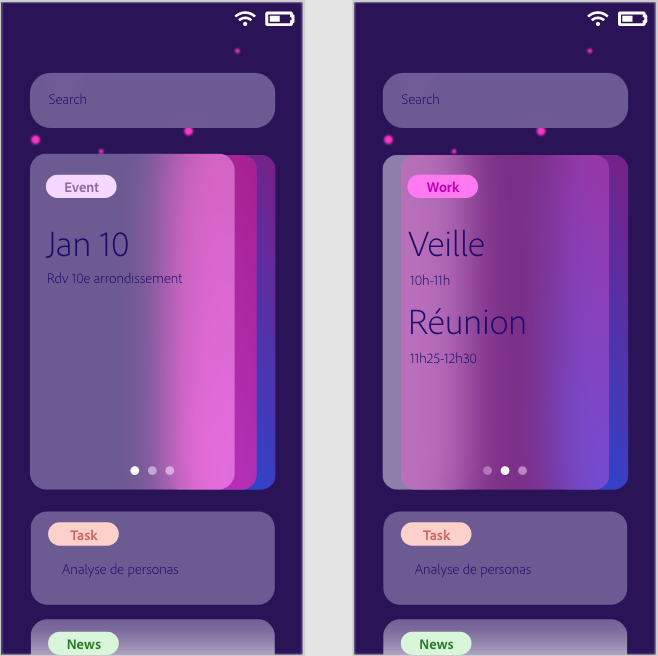 Search
Event
Jan 10
Rdv 10e arrondissement
Task
Analyse de personas
News
Search
Work
Veille
10h-11h
Réunion
11h25-12h30
Task
Analyse de personas
News